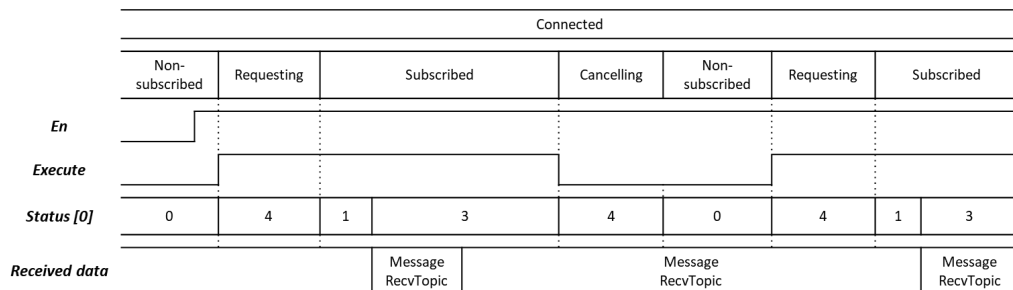 Connected
Non-
subscribed
Requesting
Subscribed
Cancelling
Non-
subscribed
Requesting
Subscribed
En
Execute
Status [0]
0
4
1
3
4
0
4
1
3
Received data
Message
RecvTopic
Message
RecvTopic
Message
RecvTopic